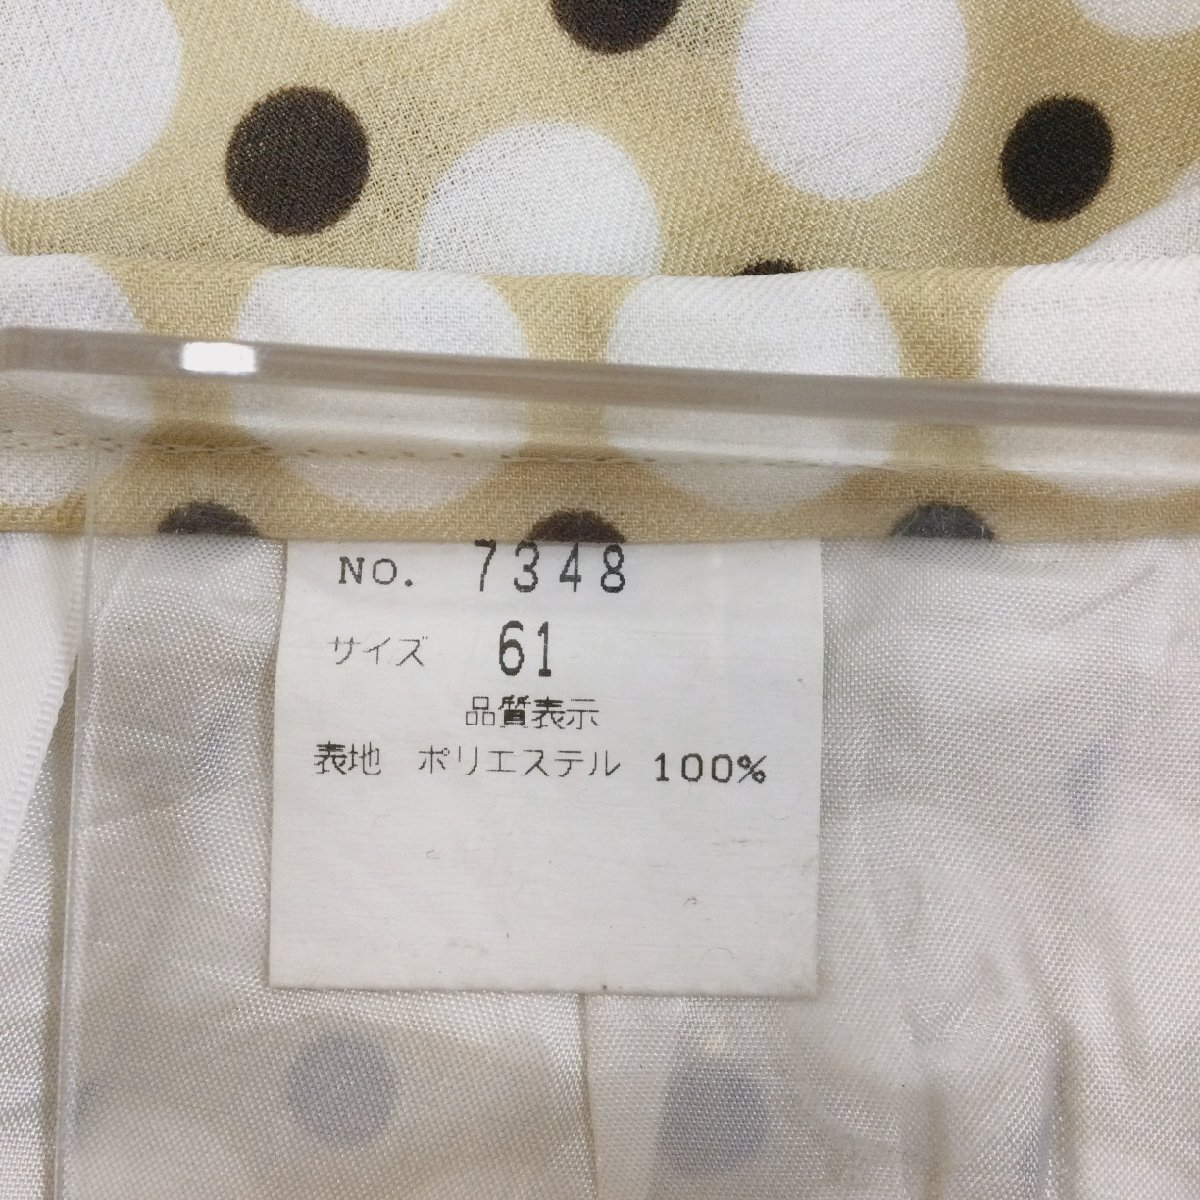 NO. 7348
サイズ 61
品質表示
表地 ポリエステル 100%